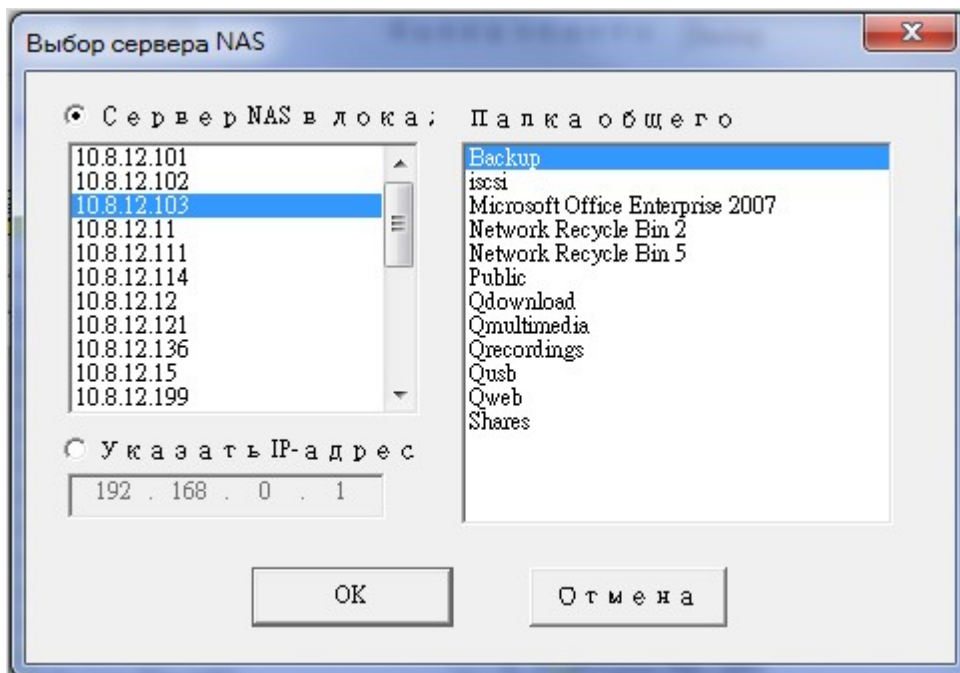 Выбор сервера NAS
Сервер NAS в лока
10.8.12.101
10.8.12.102
10.8.12.103
10.8.12.11
10.8.12.111
10.8.12.114
10.8.12.12
10.8.12.121
10.8.12.136
10.8.12.15
10.8.12.199
Указать IP-адрес
192 . 168 . 0 . 1
Папка общего
Backup
iscsi
Microsoft Office Enterprise 2007
Network Recycle Bin 2
Network Recycle Bin 5
Public
Qdownload
Qmultimedia
Qrecordings
Qusb
Qweb
Shares
OK
Отмена